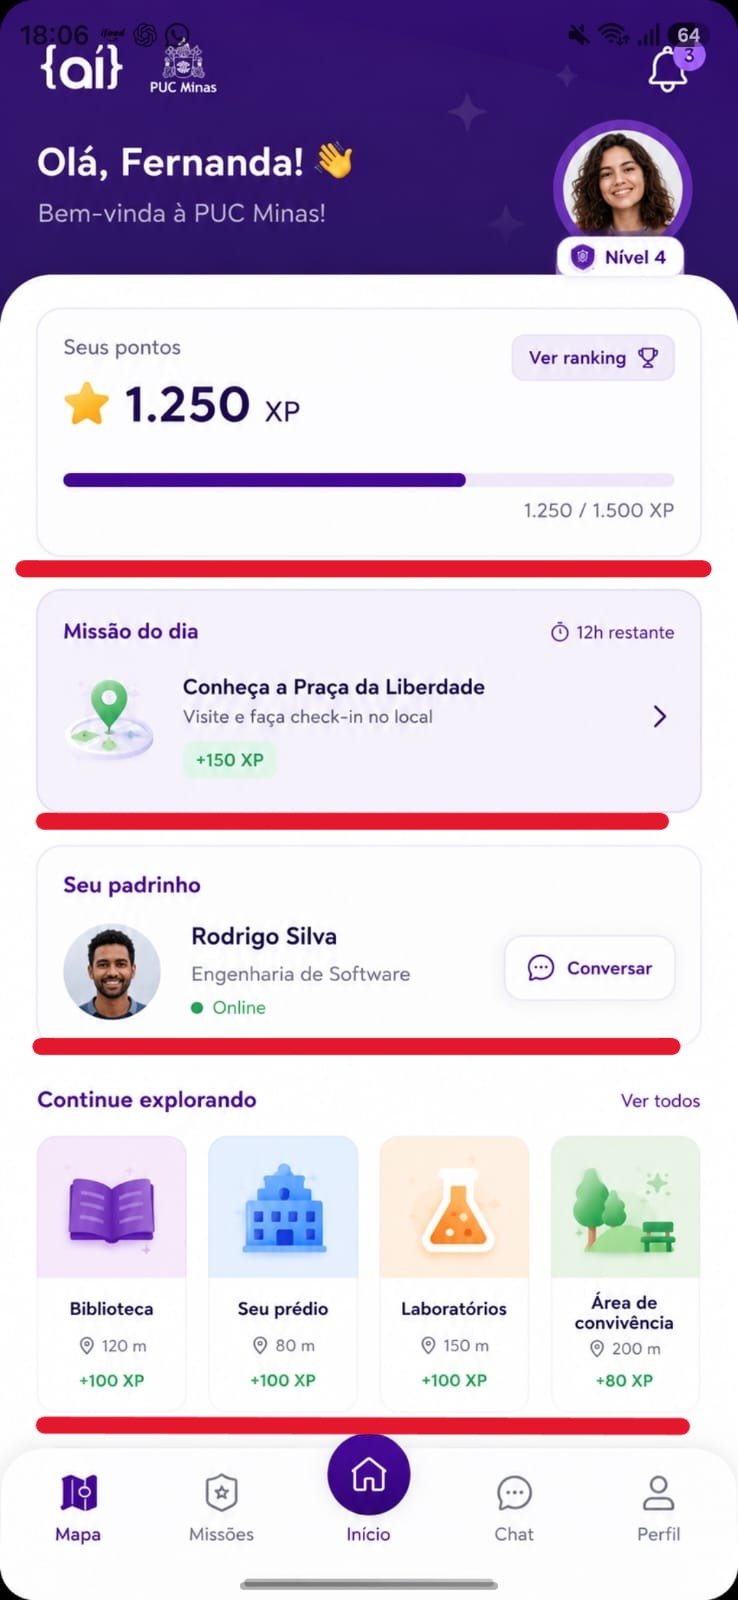 18:06
64
{aí}
PUC Minas
3
Olá, Fernanda! 👋
Bem-vinda à PUC Minas!
Nível 4
Seus pontos
Ver ranking
1.250 XP
1.250 / 1.500 XP
Missão do dia
12h restante
Conheça a Praça da Liberdade
Visite e faça check-in no local
+150 XP
Seu padrinho
Rodrigo Silva
Engenharia de Software
Online
Conversar
Continue explorando
Ver todos
Biblioteca
120 m
+100 XP
Seu prédio
80 m
+100 XP
Laboratórios
150 m
+100 XP
Área de
convivência
200 m
+80 XP
Mapa
Missões
Início
Chat
Perfil